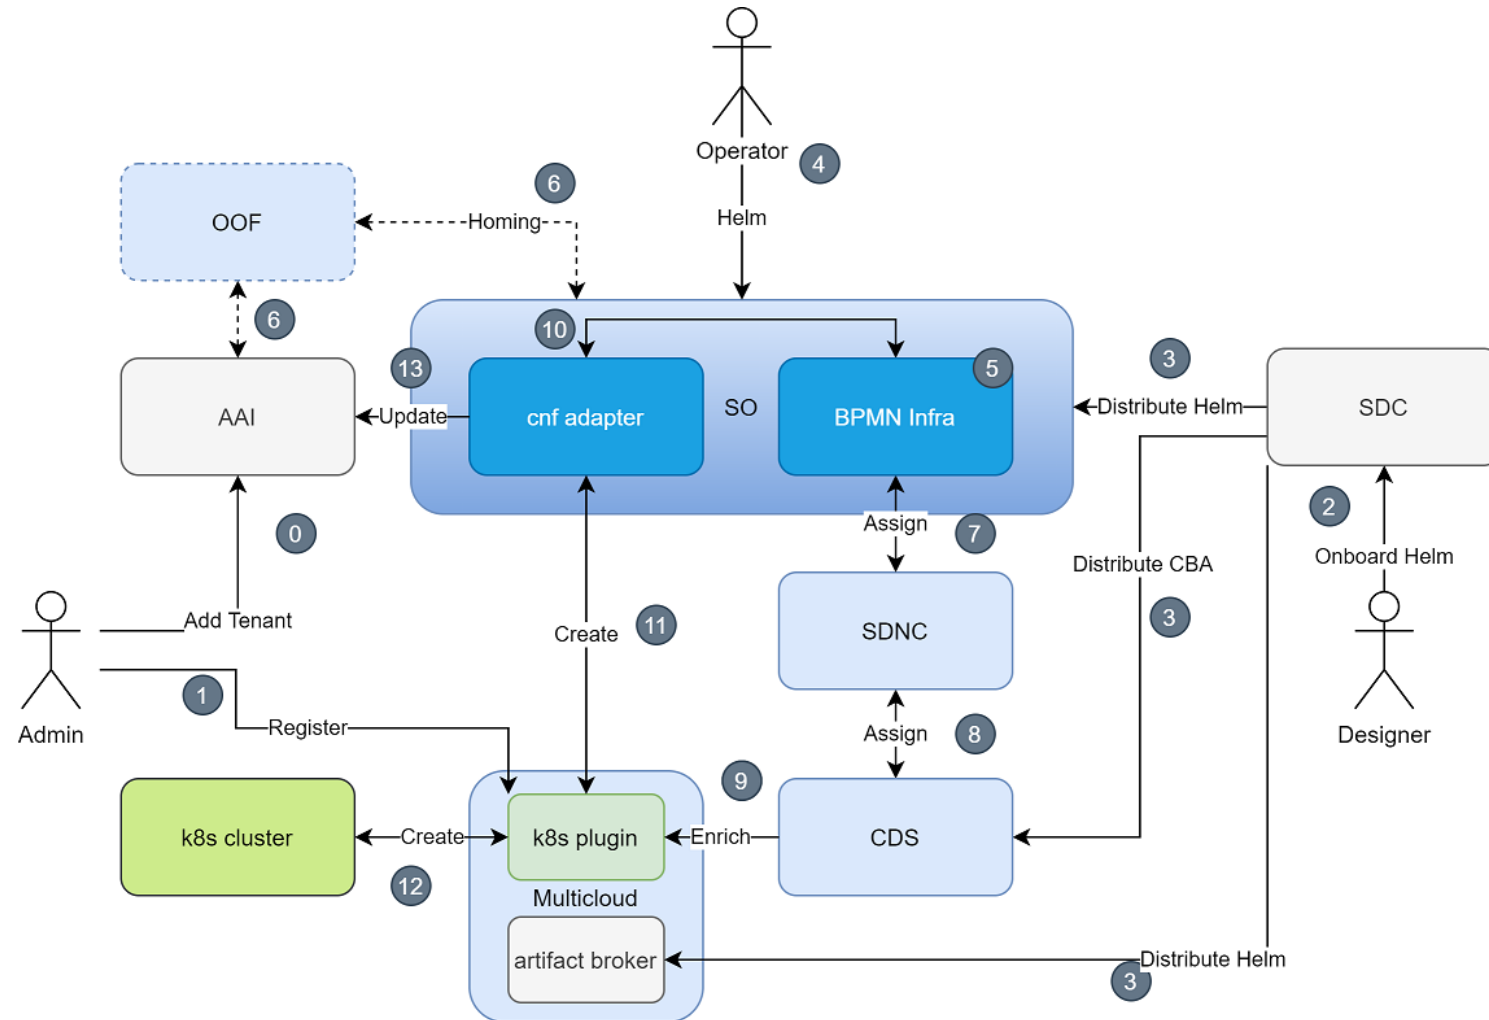 Operator
4
Helm
OOF
6
Homing
6
10
13
5
3
AAI
Update
cnf adapter
SO
BPMN Infra
Distribute Helm
SDC
0
Assign
7
2
Onboard Helm
Distribute CBA
Add Tenant
Create
11
SDNC
3
1
Register
Admin
Assign
8
Designer
9
k8s cluster
Create
k8s plugin
Enrich
CDS
12
Multicloud
artifact broker
Distribute Helm
3